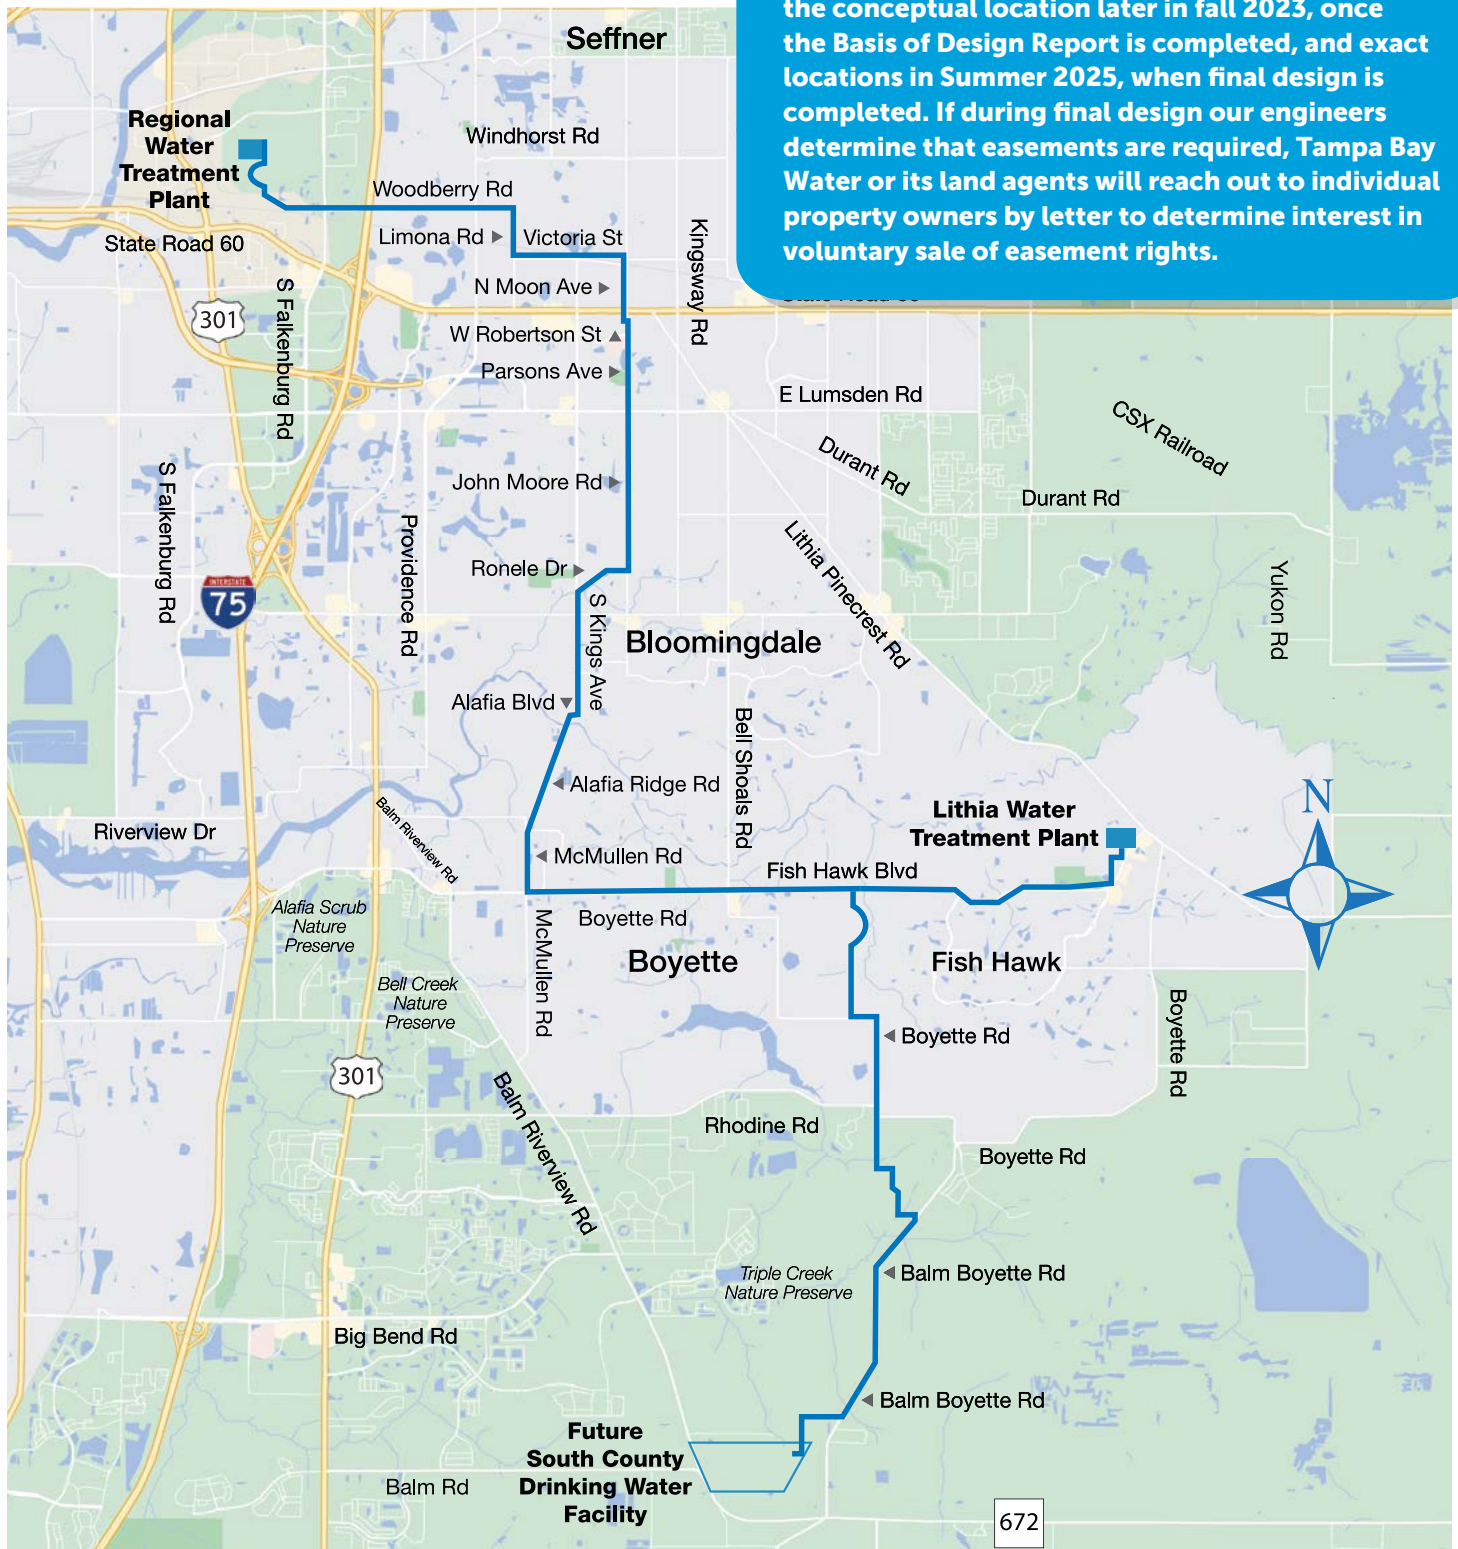 the conceptual location later in fall 2023, once
the Basis of Design Report is completed, and exact
locations in Summer 2025, when final design is
completed. If during final design our engineers
determine that easements are required, Tampa Bay
Water or its land agents will reach out to individual
property owners by letter to determine interest in
voluntary sale of easement rights.
Seffner
Regional
Water
Treatment
Plant
Windhorst Rd
Woodberry Rd
State Road 60
Limona Rd
Victoria St
Kingsway Rd
N Moon Ave
S Falkenburg Rd
301
W Robertson St
Parsons Ave
E Lumsden Rd
CSX Railroad
Durant Rd
Durant Rd
S Falkenburg Rd
John Moore Rd
Providence Rd
Lithia Pinecrest Rd
Ronele Dr
INTERSTATE
75
S Kings Ave
Yukon Rd
Bloomingdale
Alafia Blvd
Bell Shoals Rd
Alafia Ridge Rd
N
Riverview Dr
Balm Riverview Rd
Lithia Water
Treatment Plant
McMullen Rd
Fish Hawk Blvd
Alafia Scrub
Nature
Preserve
McMullen Rd
Boyette Rd
Boyette
Fish Hawk
Bell Creek
Nature
Preserve
Boyette Rd
Boyette Rd
301
Balm Riverview Rd
Rhodine Rd
Boyette Rd
Triple Creek
Nature Preserve
Balm Boyette Rd
Big Bend Rd
Balm Boyette Rd
Future
South County
Drinking Water
Facility
Balm Rd
672